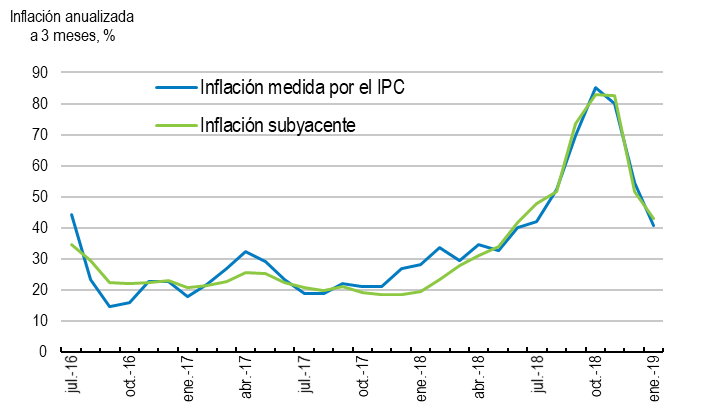 Inflación anualizada
a 3 meses, %
90
80
70
60
50
40
30
20
10
0
Inflación medida por el IPC
Inflación subyacente
jul.-16
oct.-16
ene.-17
abr.-17
jul.-17
oct.-17
ene.-18
abr.-18
jul.-18
oct.-18
ene.-19